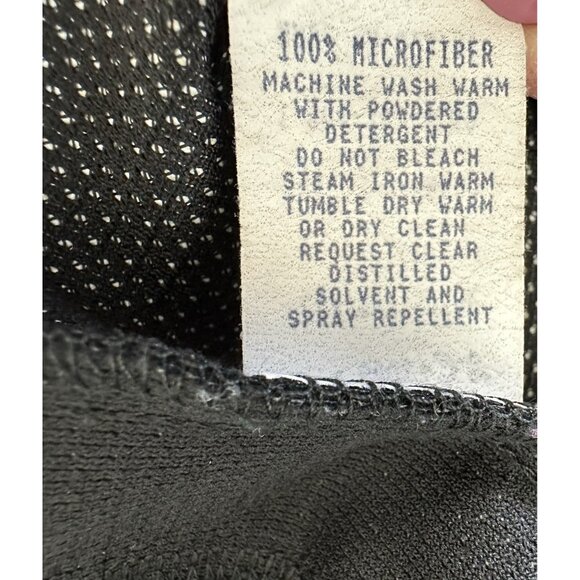 100% MICROFIBER
MACHINE WASH WARM
WITH POWDERED
DETERGENT
DO NOT BLEACH
STEAM IRON WARM
TUMBLE DRY WARM
OR DRY CLEAN
REQUEST CLEAR
DISTILLED
SOLVENT AND
SPRAY REPELLENT